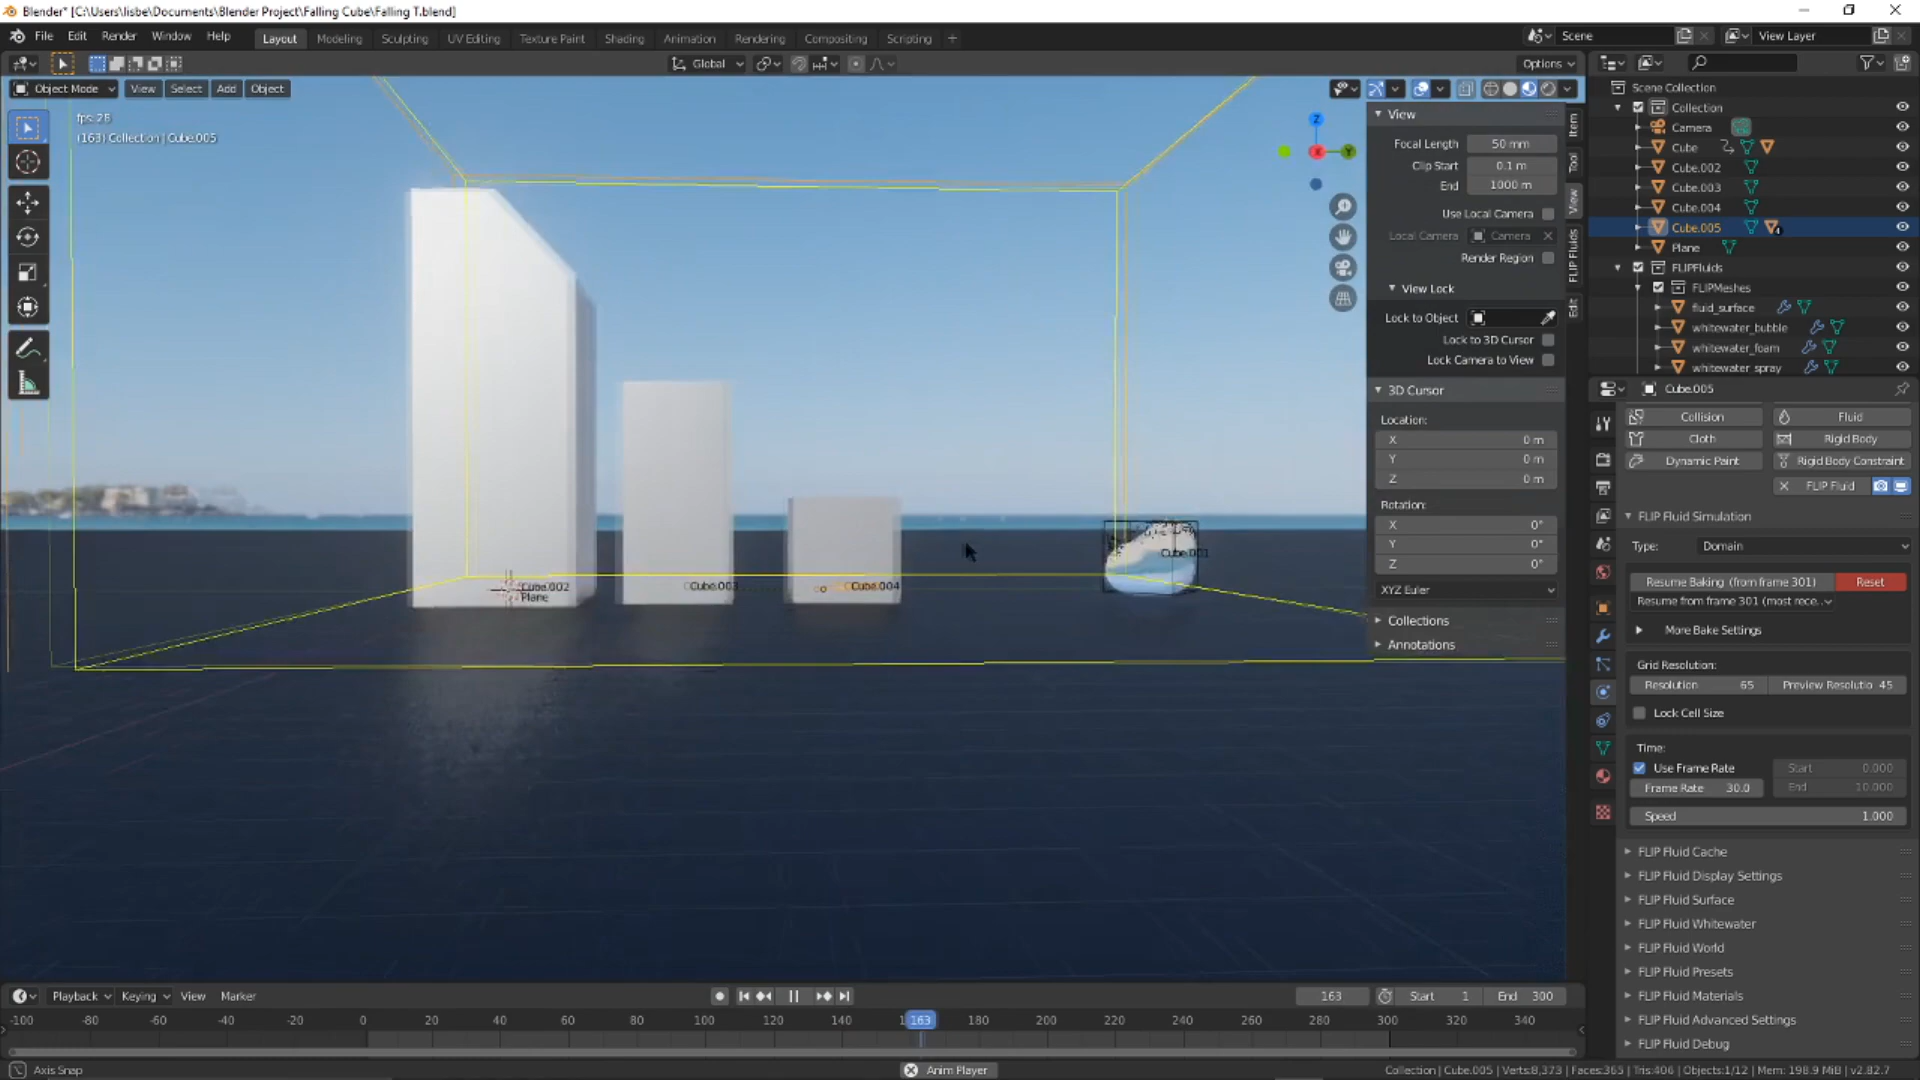 Blender* [C:\Users\lisbe\Documents\Blender Project\Falling Cube\Falling T.blend]
File Edit Render Window Help Layout Modeling Sculpting UV Editing Texture Paint Shading Animation Rendering Compositing Scripting +
Scene View Layer
Global Options
Object Mode View Select Add Object
fps: 28
(163) Collection | Cube.005
Z
X
Y
Cube.002
Plane
Cube.003
Cube.004
View
Focal Length 50 mm
Clip Start 0.1 m
End 1000 m
Use Local Camera
Local Camera Camera
Render Region
View Lock
Lock to Object
Lock to 3D Cursor
Lock Camera to View
3D Cursor
Location:
X 0 m
Y 0 m
Z 0 m
Rotation:
X 0°
Y 0°
Z 0°
XYZ Euler
Collections
Annotations
Item
Tool
View
FLIP Fluids
Edit
Scene Collection
Collection
Camera
Cube
Cube.002
Cube.003
Cube.004
Cube.005
Plane
FLIPFluids
FLIPMeshes
fluid_surface
whitewater_bubble
whitewater_foam
whitewater_spray
Cube.005
Collision Fluid
Cloth Rigid Body
Dynamic Paint Rigid Body Constraint
FLIP Fluid
FLIP Fluid Simulation
Type: Domain
Resume Baking (from frame 301) Reset
Resume from frame 301 (most rece..
More Bake Settings
Grid Resolution:
Resolution 65 Preview Resolutio 45
Lock Cell Size
Time:
Use Frame Rate Start 0.000
Frame Rate 30.0 End 10.000
Speed 1.000
FLIP Fluid Cache
FLIP Fluid Display Settings
FLIP Fluid Surface
FLIP Fluid Whitewater
FLIP Fluid World
FLIP Fluid Presets
FLIP Fluid Materials
FLIP Fluid Advanced Settings
FLIP Fluid Debug
Playback Keying View Marker 163 Start 1 End 300
-100 -80 -60 -40 -20 0 20 40 60 80 100 120 140 163 180 200 220 240 260 280 300 320 340
Axis Snap Anim Player Collection | Cube.005 | Verts:8,373 | Faces:365 | Tris:406 | Objects:1/12 | Mem: 198.9 MiB | v2.82.7